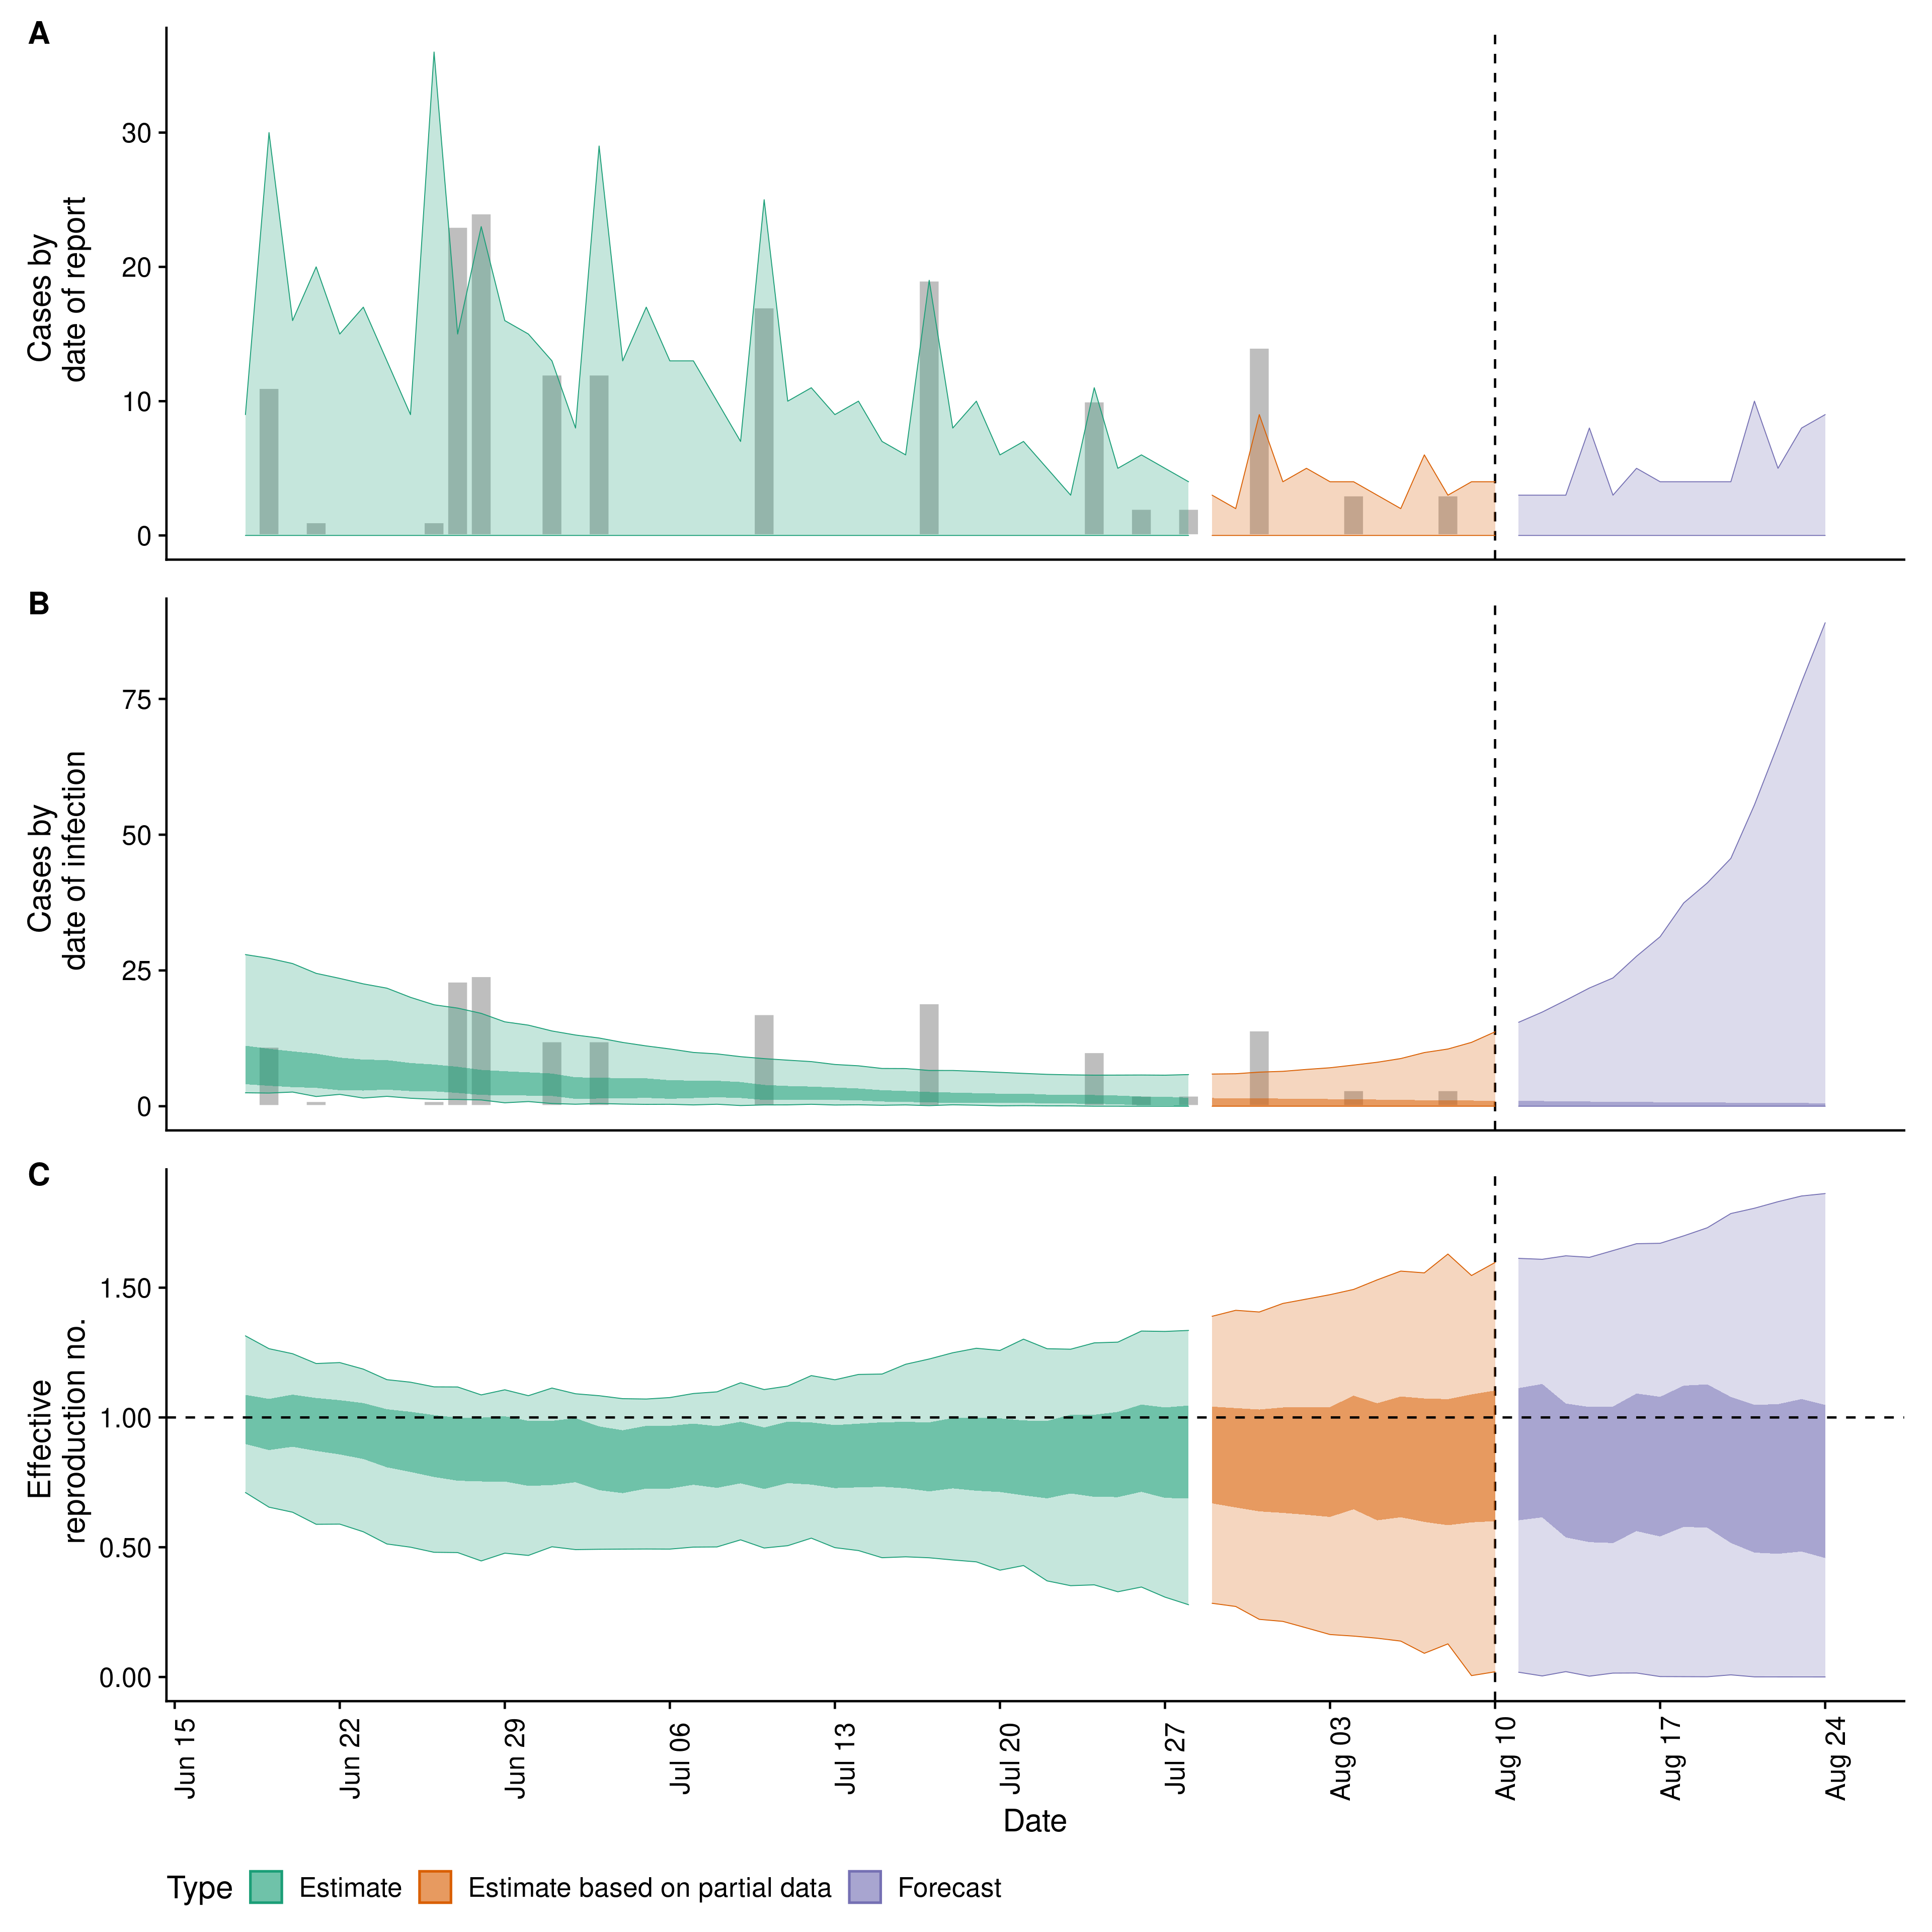 A
Cases by
date of report
30
20
10
0
B
Cases by
date of infection
75
50
25
0
C
Effective
reproduction no.
1.50
1.00
0.50
0.00
Jun 15
Jun 22
Jun 29
Jul 06
Jul 13
Jul 20
Jul 27
Aug 03
Aug 10
Aug 17
Aug 24
Date
Type Estimate Estimate based on partial data Forecast